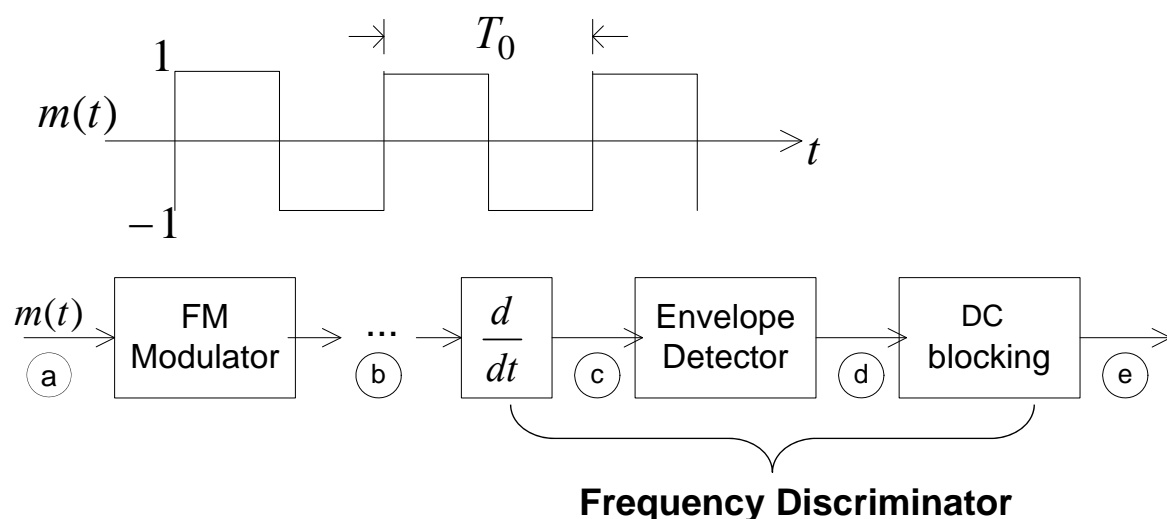 T₀
1
m(t)
t
−1
m(t)
FM
Modulator
...
d
dt
Envelope
Detector
DC
blocking
a
b
c
d
e
Frequency Discriminator